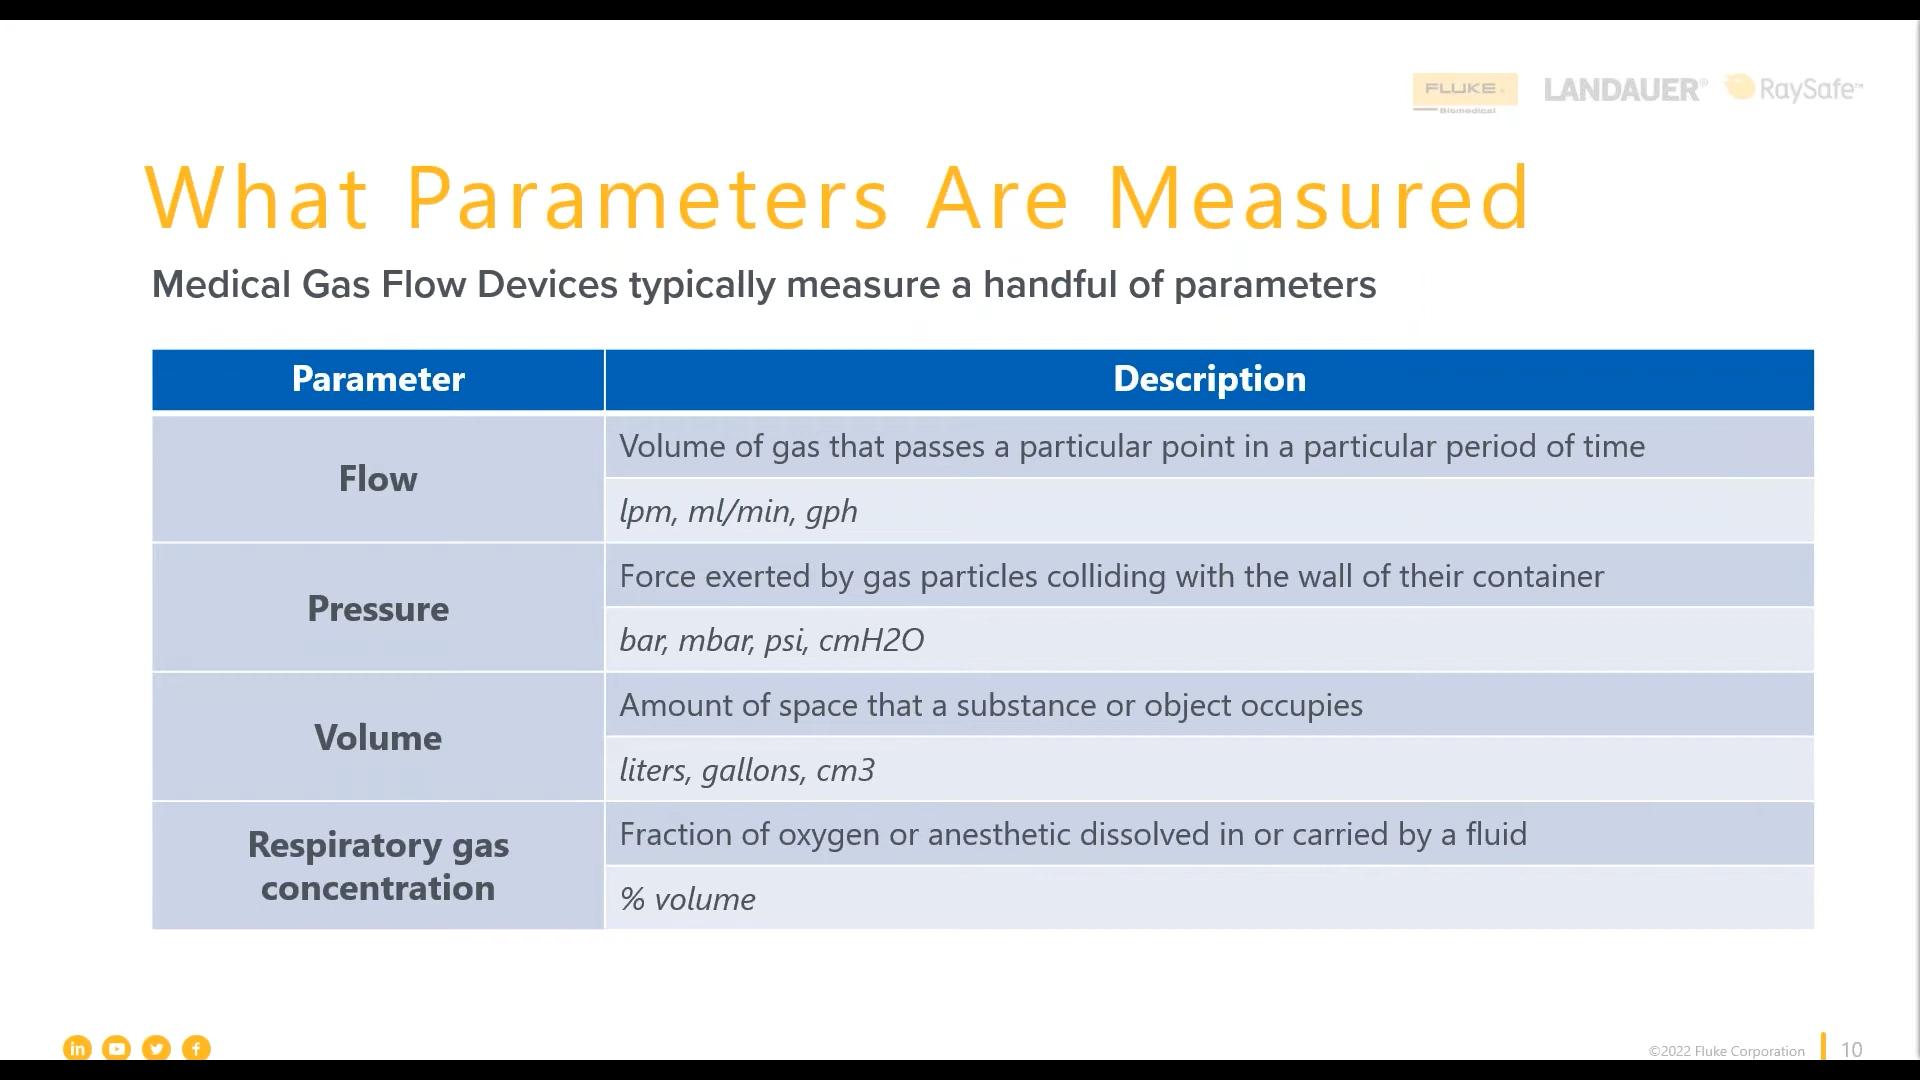 FLUKE
Biomedical
LANDAUER®
RaySafe™
What Parameters Are Measured
Medical Gas Flow Devices typically measure a handful of parameters
Parameter
Description
Flow
Volume of gas that passes a particular point in a particular period of time
lpm, ml/min, gph
Pressure
Force exerted by gas particles colliding with the wall of their container
bar, mbar, psi, cmH2O
Volume
Amount of space that a substance or object occupies
liters, gallons, cm3
Respiratory gas
concentration
Fraction of oxygen or anesthetic dissolved in or carried by a fluid
% volume
in
f
©2022 Fluke Corporation
10